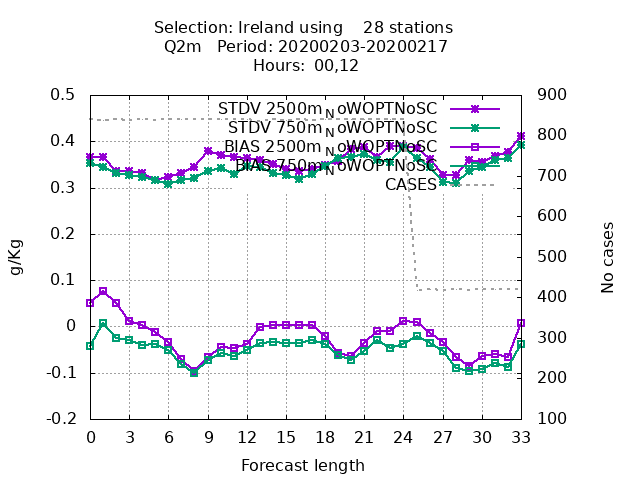 Selection: Ireland using    28 stations
Q2m   Period: 20200203-20200217
Hours:  00,12
0.5
0.4
0.3
0.2
0.1
0
-0.1
-0.2
g/Kg
STDV 2500m_NoWOPTNoSC
STDV 750m_NoWOPTNoSC
BIAS 2500m_NoWOPTNoSC
BIAS 750m_NoWOPTNoSC
CASES
900
800
700
600
500
400
300
200
100
No cases
0 3 6 9 12 15 18 21 24 27 30 33
Forecast length